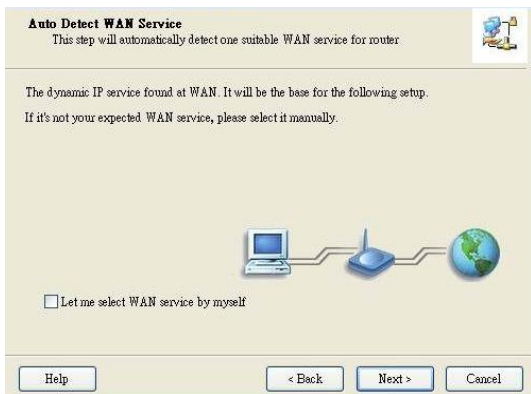 Auto Detect WAN Service
This step will automatically detect one suitable WAN service for router
The dynamic IP service found at WAN. It will be the base for the following setup.
If it's not your expected WAN service, please select it manually.
Let me select WAN service by myself
Help
< Back
Next >
Cancel